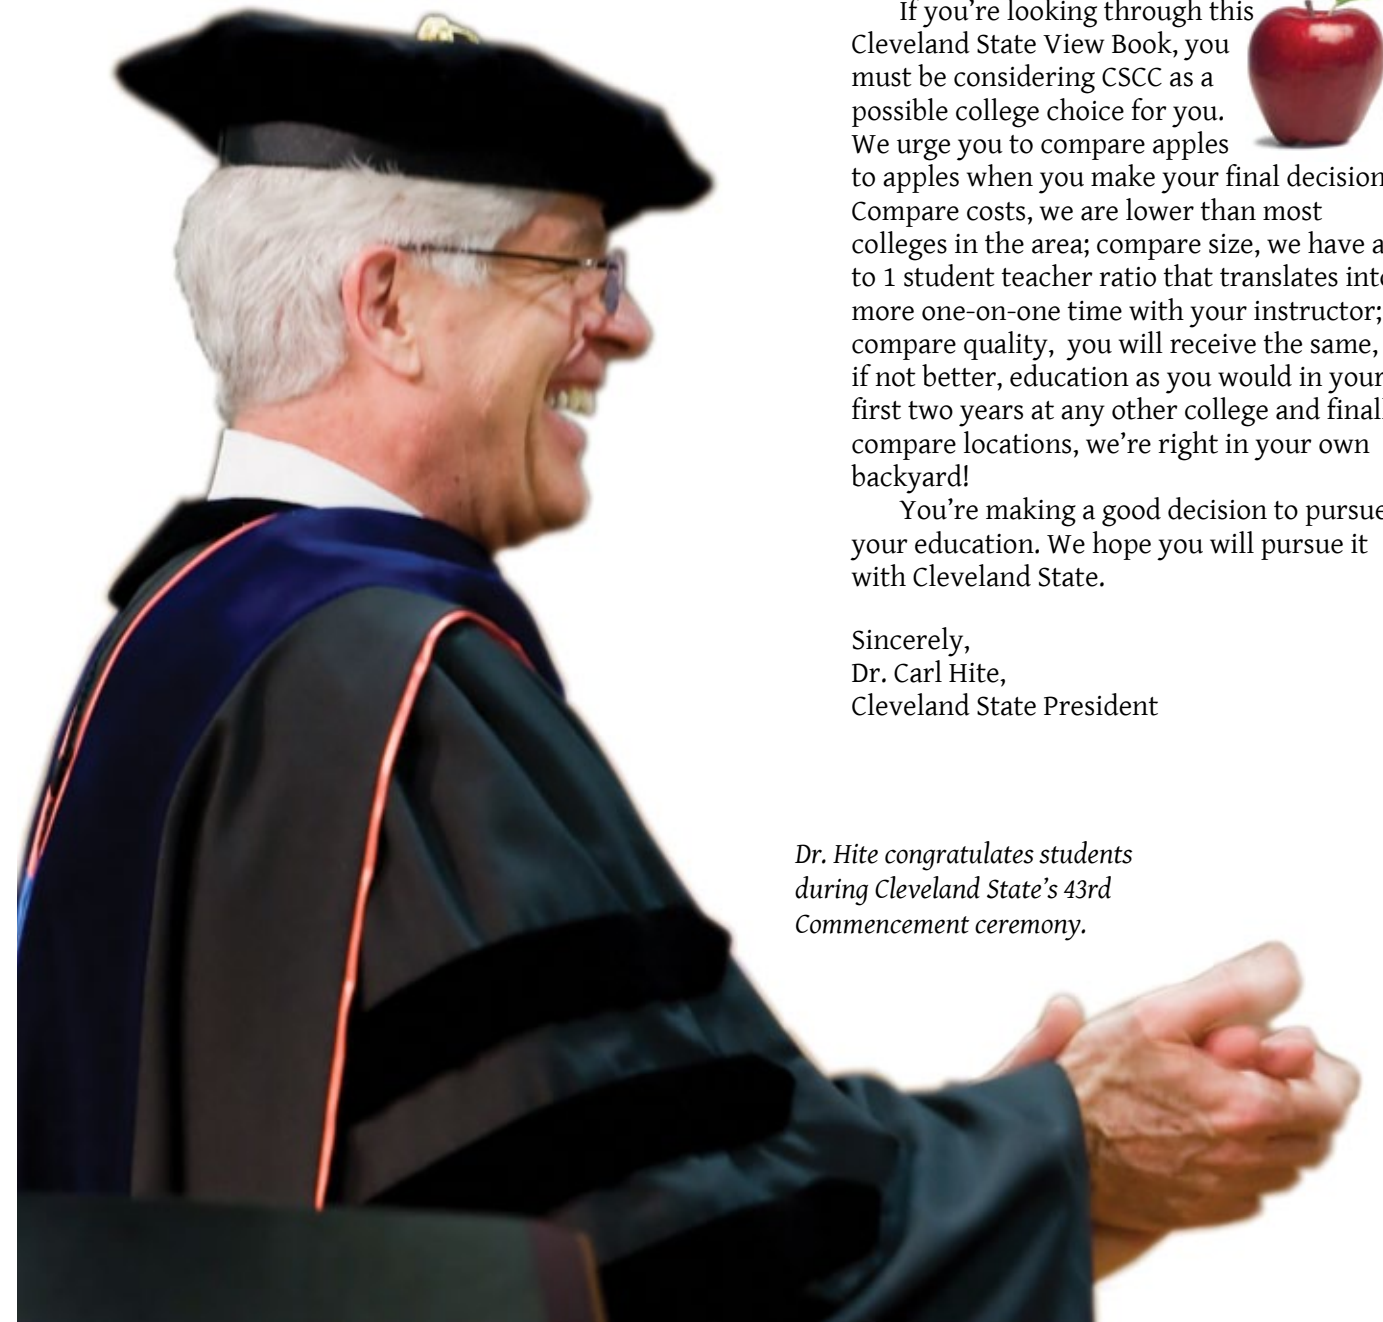 If you’re looking through this
Cleveland State View Book, you
must be considering CSCC as a
possible college choice for you.
We urge you to compare apples
to apples when you make your final decision
Compare costs, we are lower than most
colleges in the area; compare size, we have a
to 1 student teacher ratio that translates
more one-on-one time with your instructor;
compare quality, you will receive the same,
if not better, education as you would in your
first two years at any other college and
compare locations, we’re right in your own
backyard!
You’re making a good decision to pursue
your education. We hope you will pursue it
with Cleveland State.
Sincerely,
Dr. Carl Hite,
Cleveland State President
Dr. Hite congratulates students
during Cleveland State’s 43rd
Commencement ceremony.